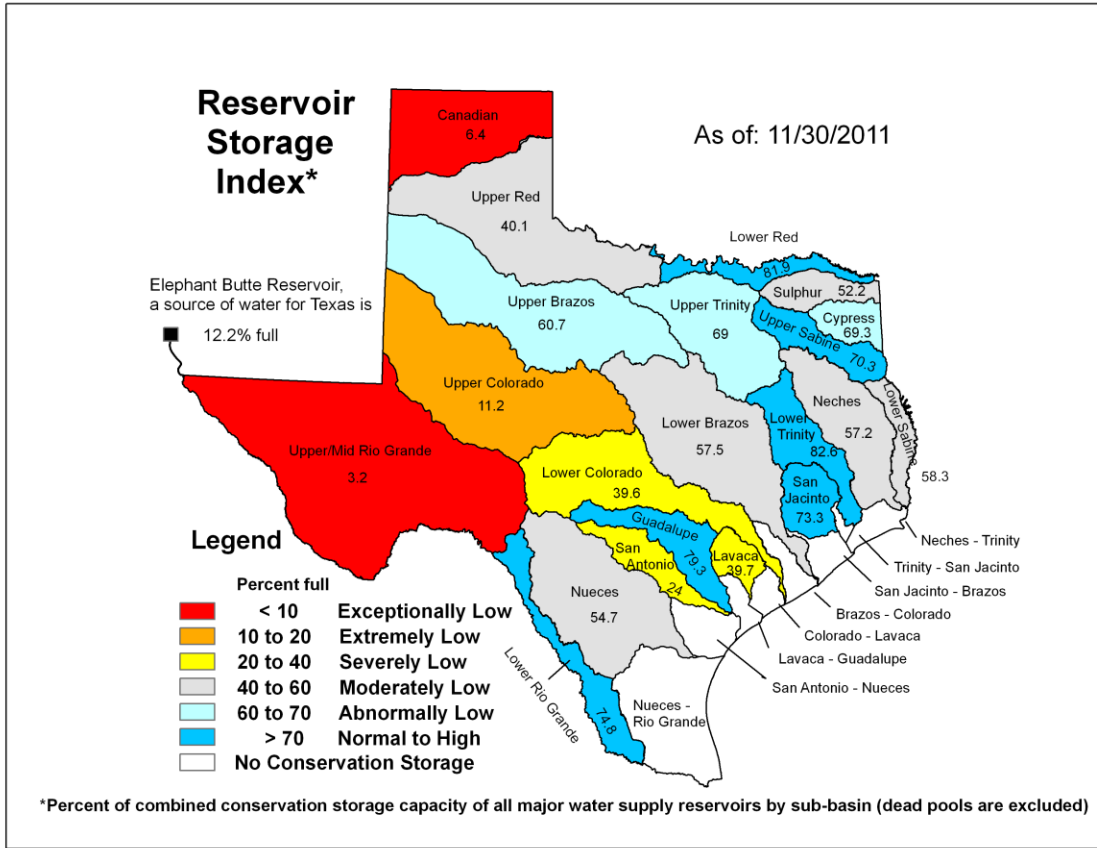 Reservoir
Storage
Index*
As of: 11/30/2011
Canadian
6.4
Upper Red
40.1
Lower Red
81.9
Elephant Butte Reservoir,
a source of water for Texas is
12.2% full
Sulphur
52.2
Upper Brazos
60.7
Upper Trinity
69
Cypress
69.3
Upper Sabine
70.3
Upper Colorado
11.2
Neches
57.2
Lower Sabine
58.3
Lower Brazos
57.5
Lower
Trinity
82.6
Upper/Mid Rio Grande
3.2
Lower Colorado
39.6
San
Jacinto
73.3
Guadalupe
79.3
San
Antonio
24
Lavaca
39.7
Nueces
54.7
Lower Rio Grande
74.8
Nueces -
Rio Grande
Neches - Trinity
Trinity - San Jacinto
San Jacinto - Brazos
Brazos - Colorado
Colorado - Lavaca
Lavaca - Guadalupe
San Antonio - Nueces
Legend
Percent full
< 10 Exceptionally Low
10 to 20 Extremely Low
20 to 40 Severely Low
40 to 60 Moderately Low
60 to 70 Abnormally Low
> 70 Normal to High
No Conservation Storage
*Percent of combined conservation storage capacity of all major water supply reservoirs by sub-basin (dead pools are excluded)